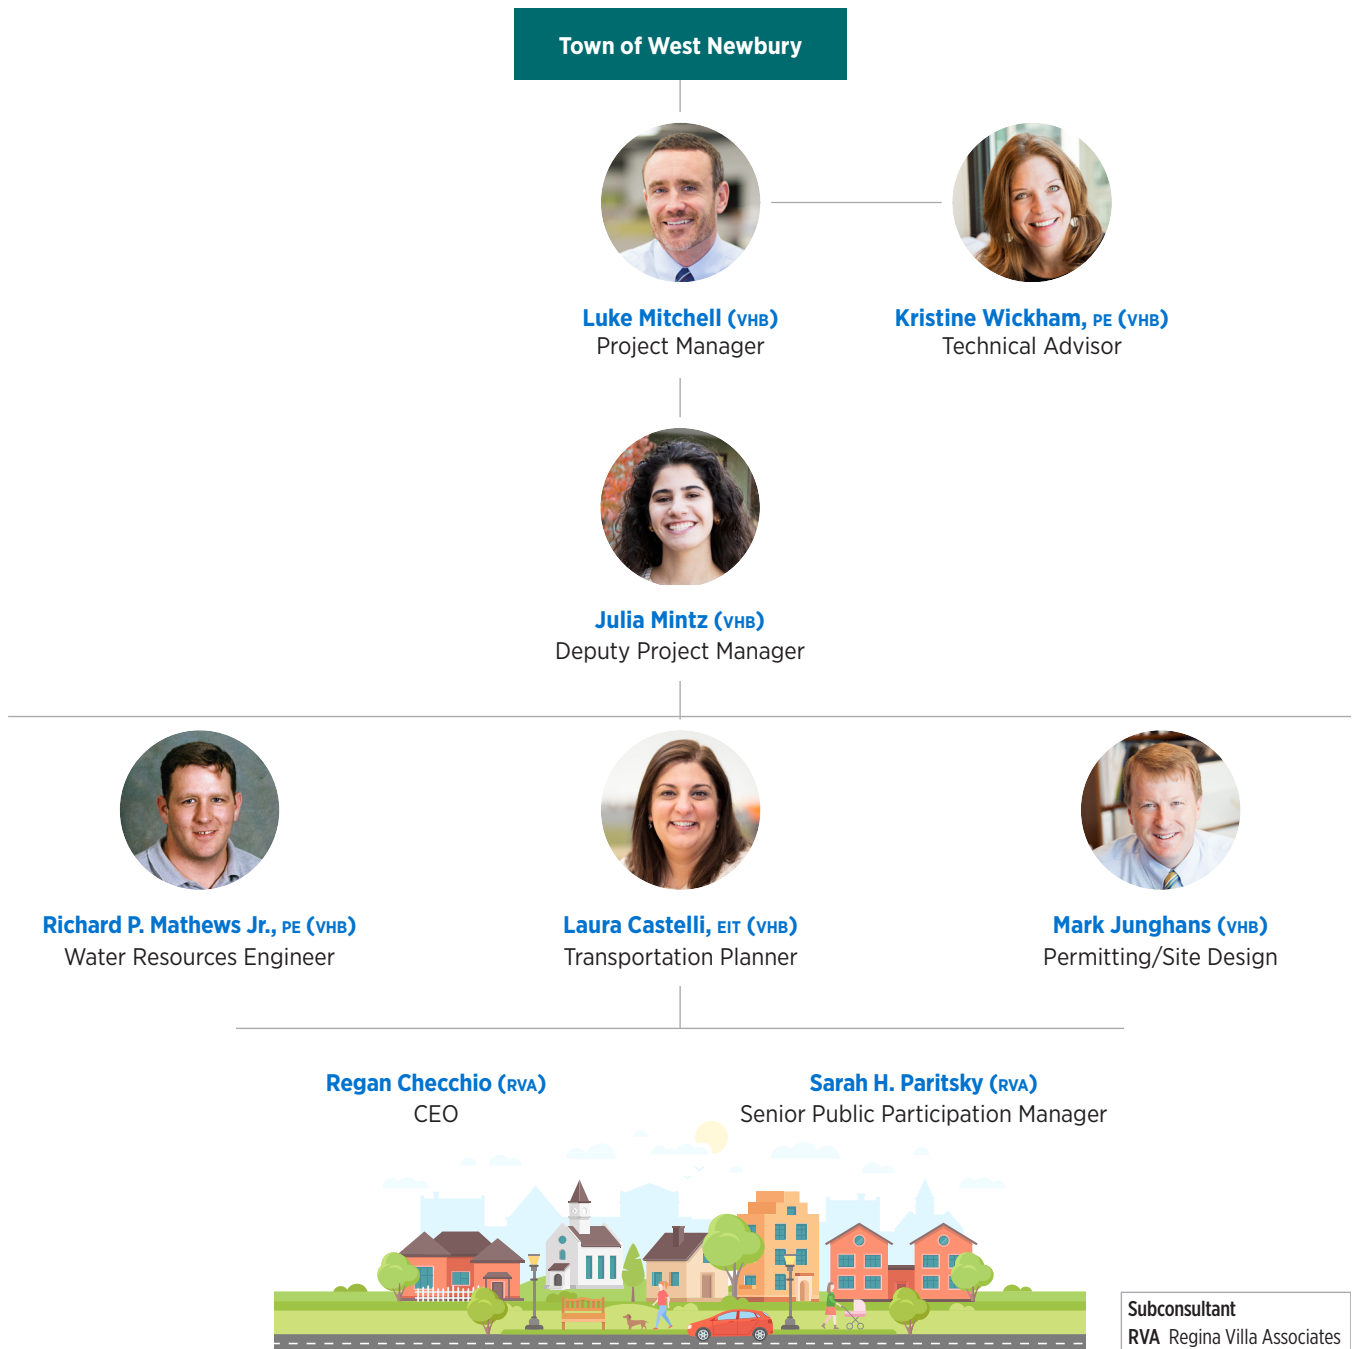 Town of West Newbury
Luke Mitchell (VHB)
Project Manager
Kristine Wickham, PE (VHB)
Technical Advisor
Julia Mintz (VHB)
Deputy Project Manager
Richard P. Mathews Jr., PE (VHB)
Water Resources Engineer
Laura Castelli, EIT (VHB)
Transportation Planner
Mark Junghans (VHB)
Permitting/Site Design
Regan Checchio (RVA)
CEO
Sarah H. Paritsky (RVA)
Senior Public Participation Manager
Subconsultant
RVA Regina Villa Associates